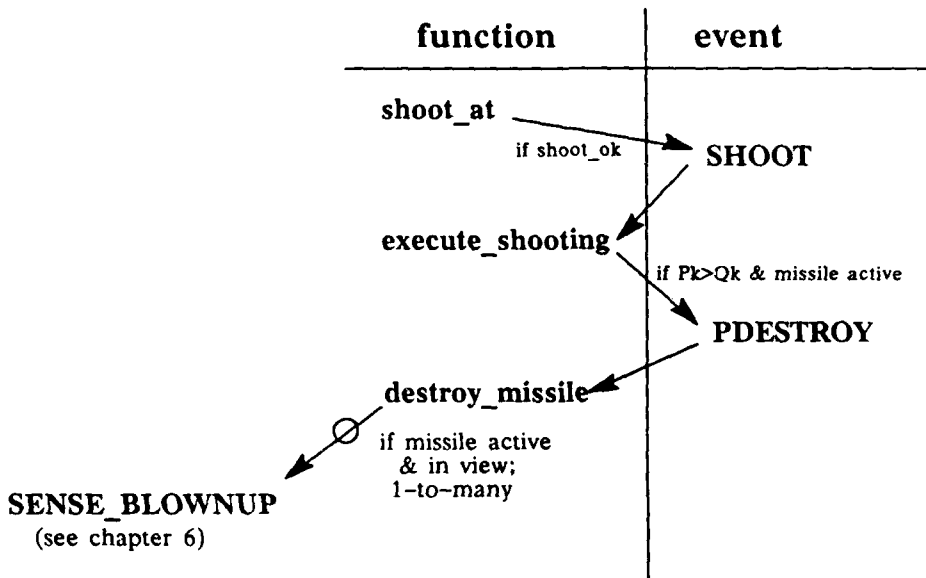 function
event
shoot_at
if shoot_ok
SHOOT
execute_shooting
if Pk>Qk & missile active
PDESTROY
destroy_missile
if missile active
& in view;
1-to-many
SENSE_BLOWNUP
(see chapter 6)